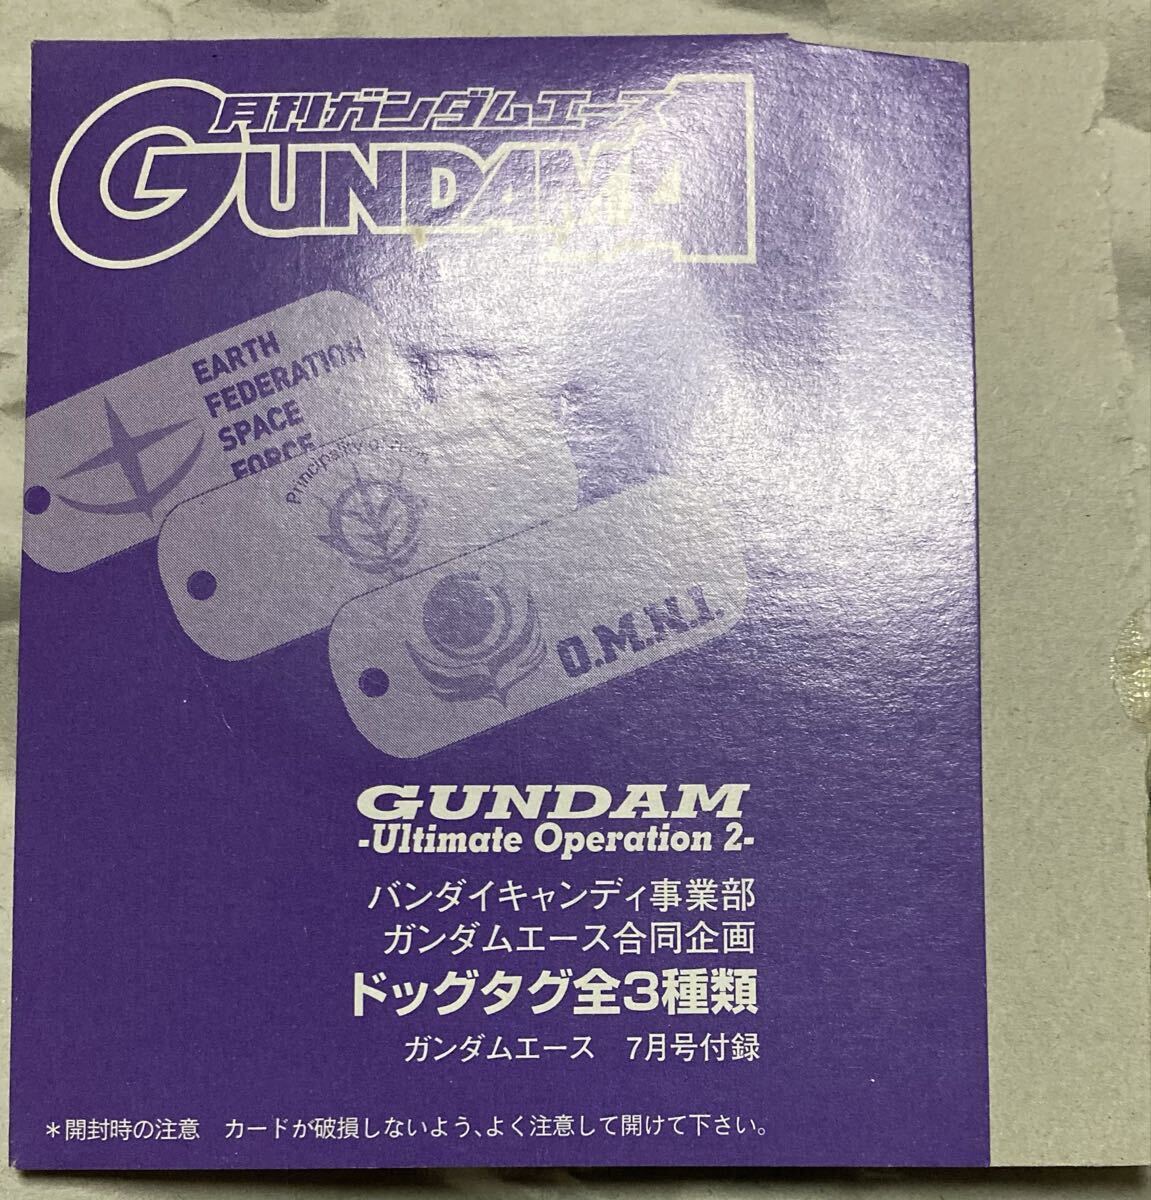 月刊ガンダムエース
GUNDAM A
EARTH
FEDERATION
SPACE
FORCE
Principality of Zeon
O.M.N.I.
GUNDAM
-Ultimate Operation 2-
バンダイキャンディ事業部
ガンダムエース合同企画
ドッグタグ全3種類
ガンダムエース 7月号付録
*開封時の注意 カードが破損しないよう、よく注意して開けて下さい。